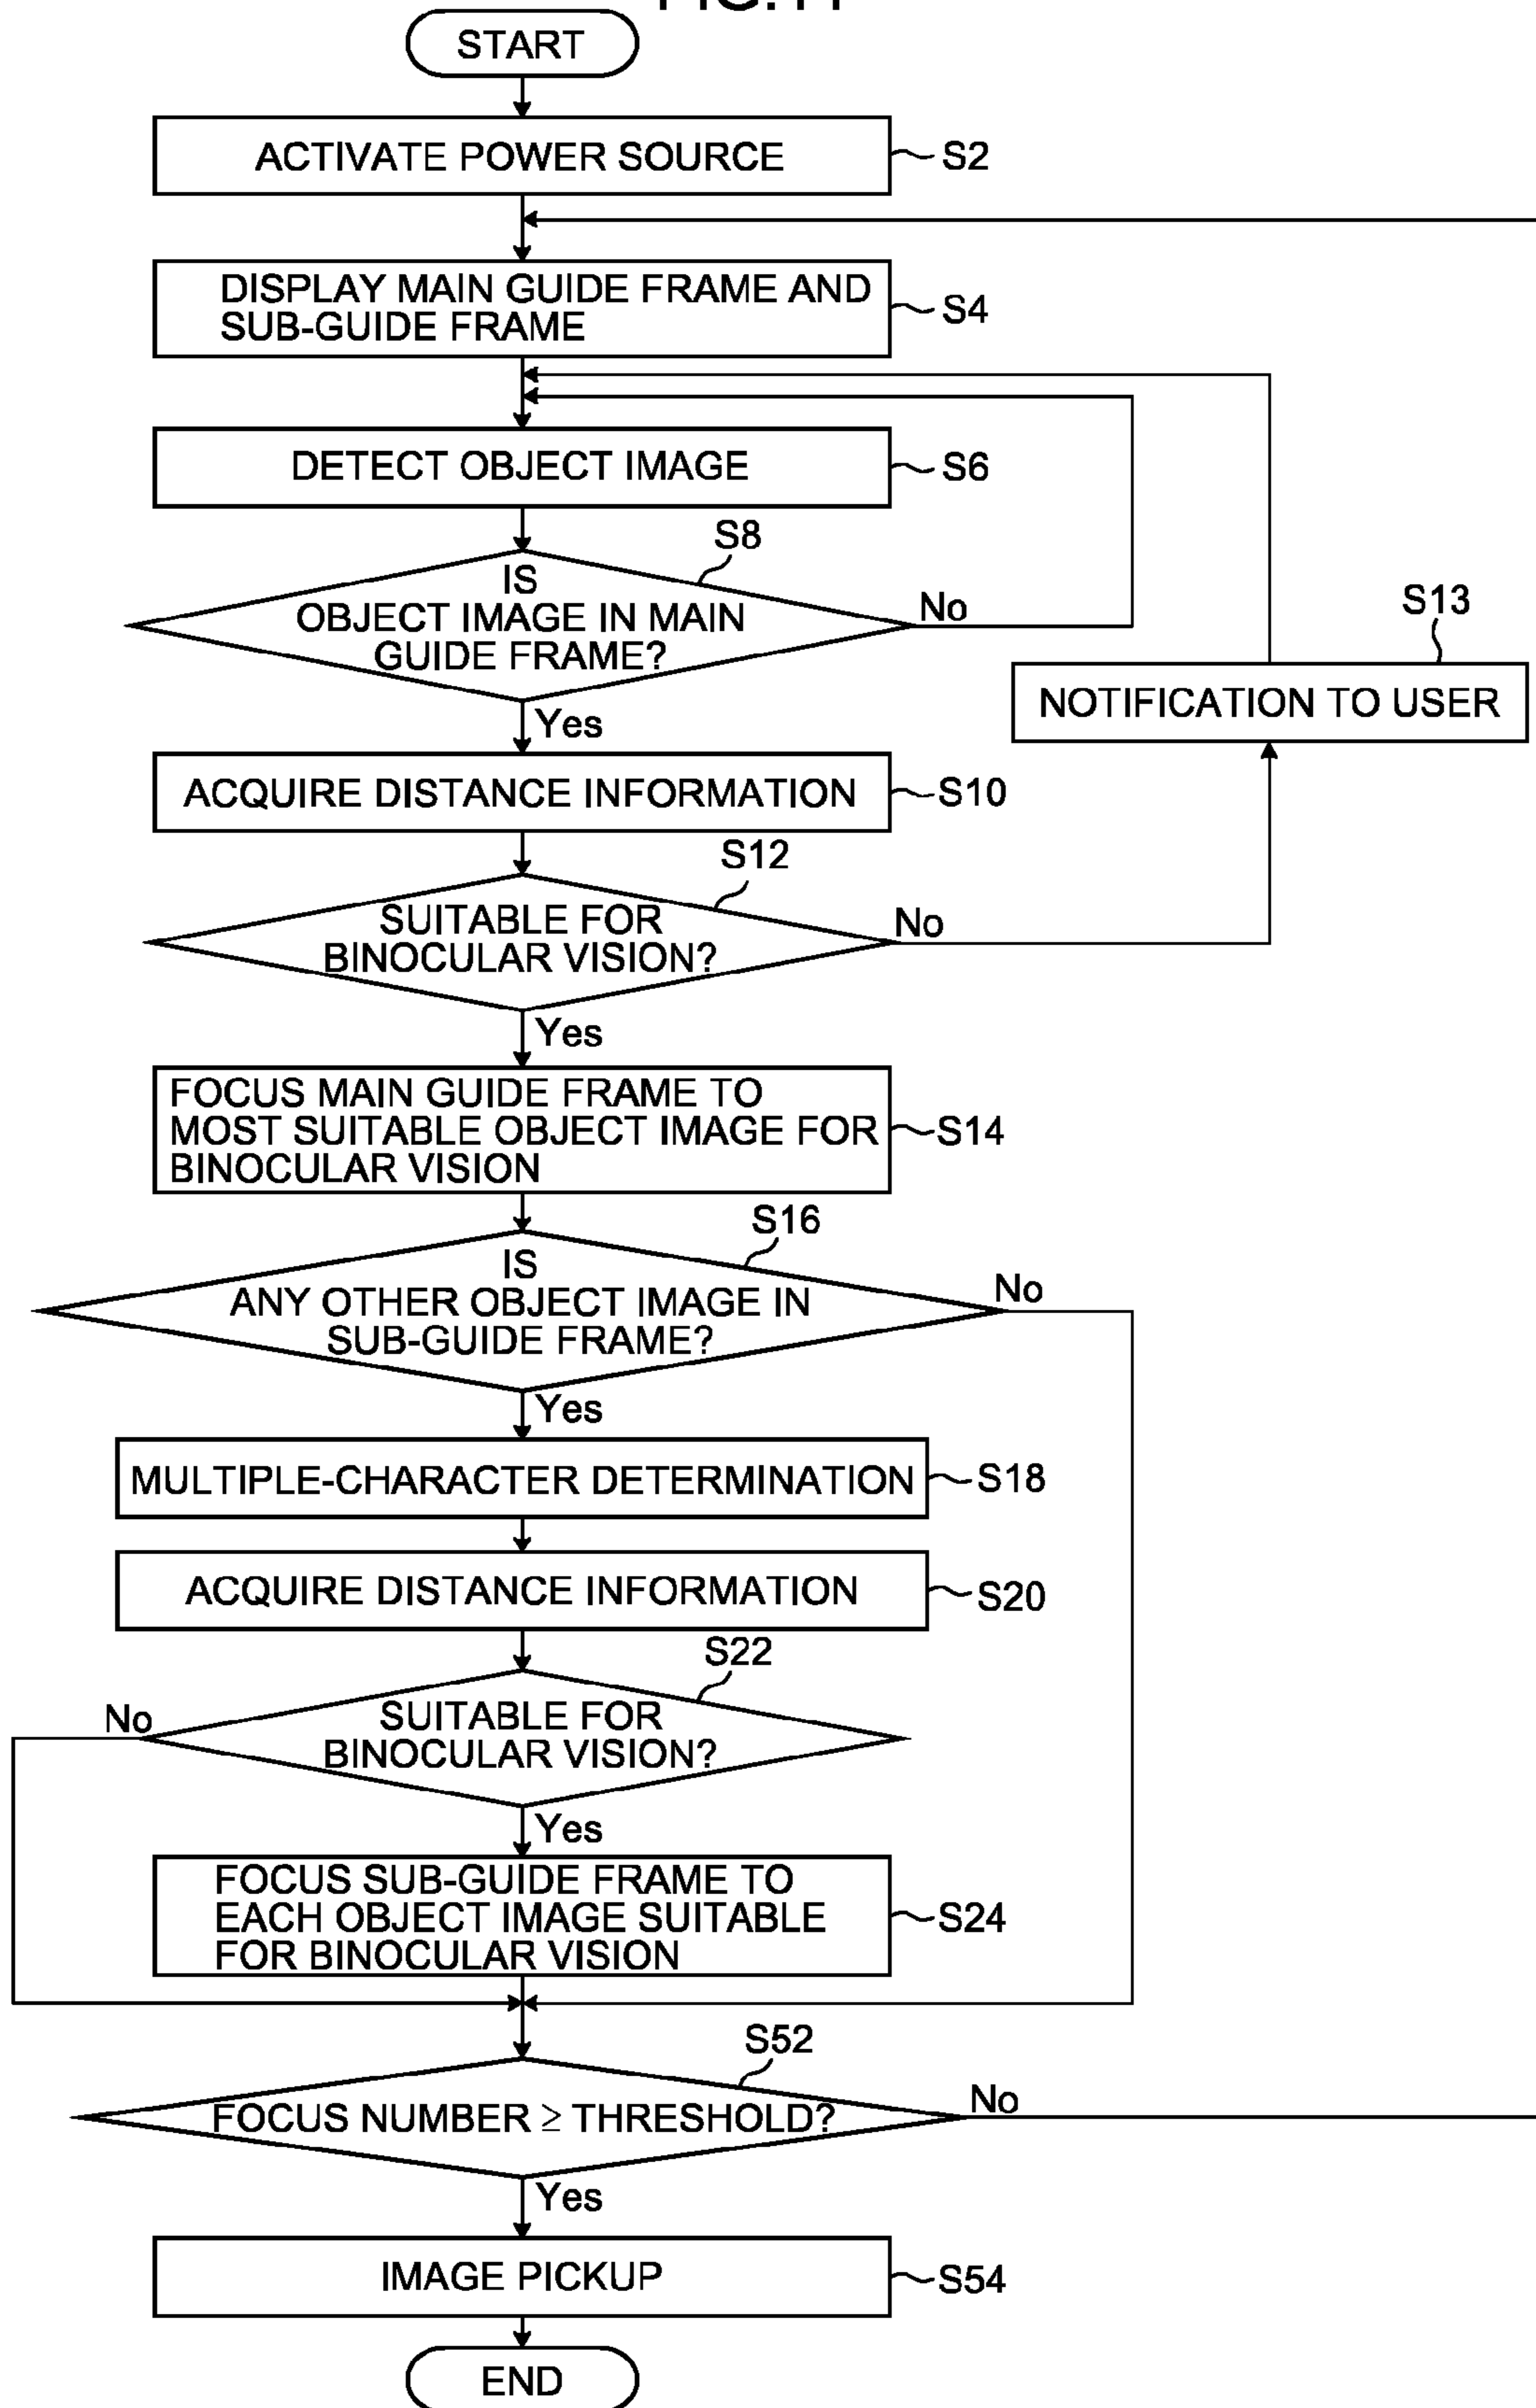 START
ACTIVATE POWER SOURCE
S2
DISPLAY MAIN GUIDE FRAME AND
SUB-GUIDE FRAME
S4
DETECT OBJECT IMAGE
S6
S8
IS
OBJECT IMAGE IN MAIN
GUIDE FRAME?
No
Yes
S13
NOTIFICATION TO USER
ACQUIRE DISTANCE INFORMATION
S10
S12
SUITABLE FOR
BINOCULAR VISION?
No
Yes
FOCUS MAIN GUIDE FRAME TO
MOST SUITABLE OBJECT IMAGE FOR
BINOCULAR VISION
S14
S16
IS
ANY OTHER OBJECT IMAGE IN
SUB-GUIDE FRAME?
No
Yes
MULTIPLE-CHARACTER DETERMINATION
S18
ACQUIRE DISTANCE INFORMATION
S20
S22
SUITABLE FOR
BINOCULAR VISION?
No
Yes
FOCUS SUB-GUIDE FRAME TO
EACH OBJECT IMAGE SUITABLE
FOR BINOCULAR VISION
S24
S52
FOCUS NUMBER ≥ THRESHOLD?
No
Yes
IMAGE PICKUP
S54
END